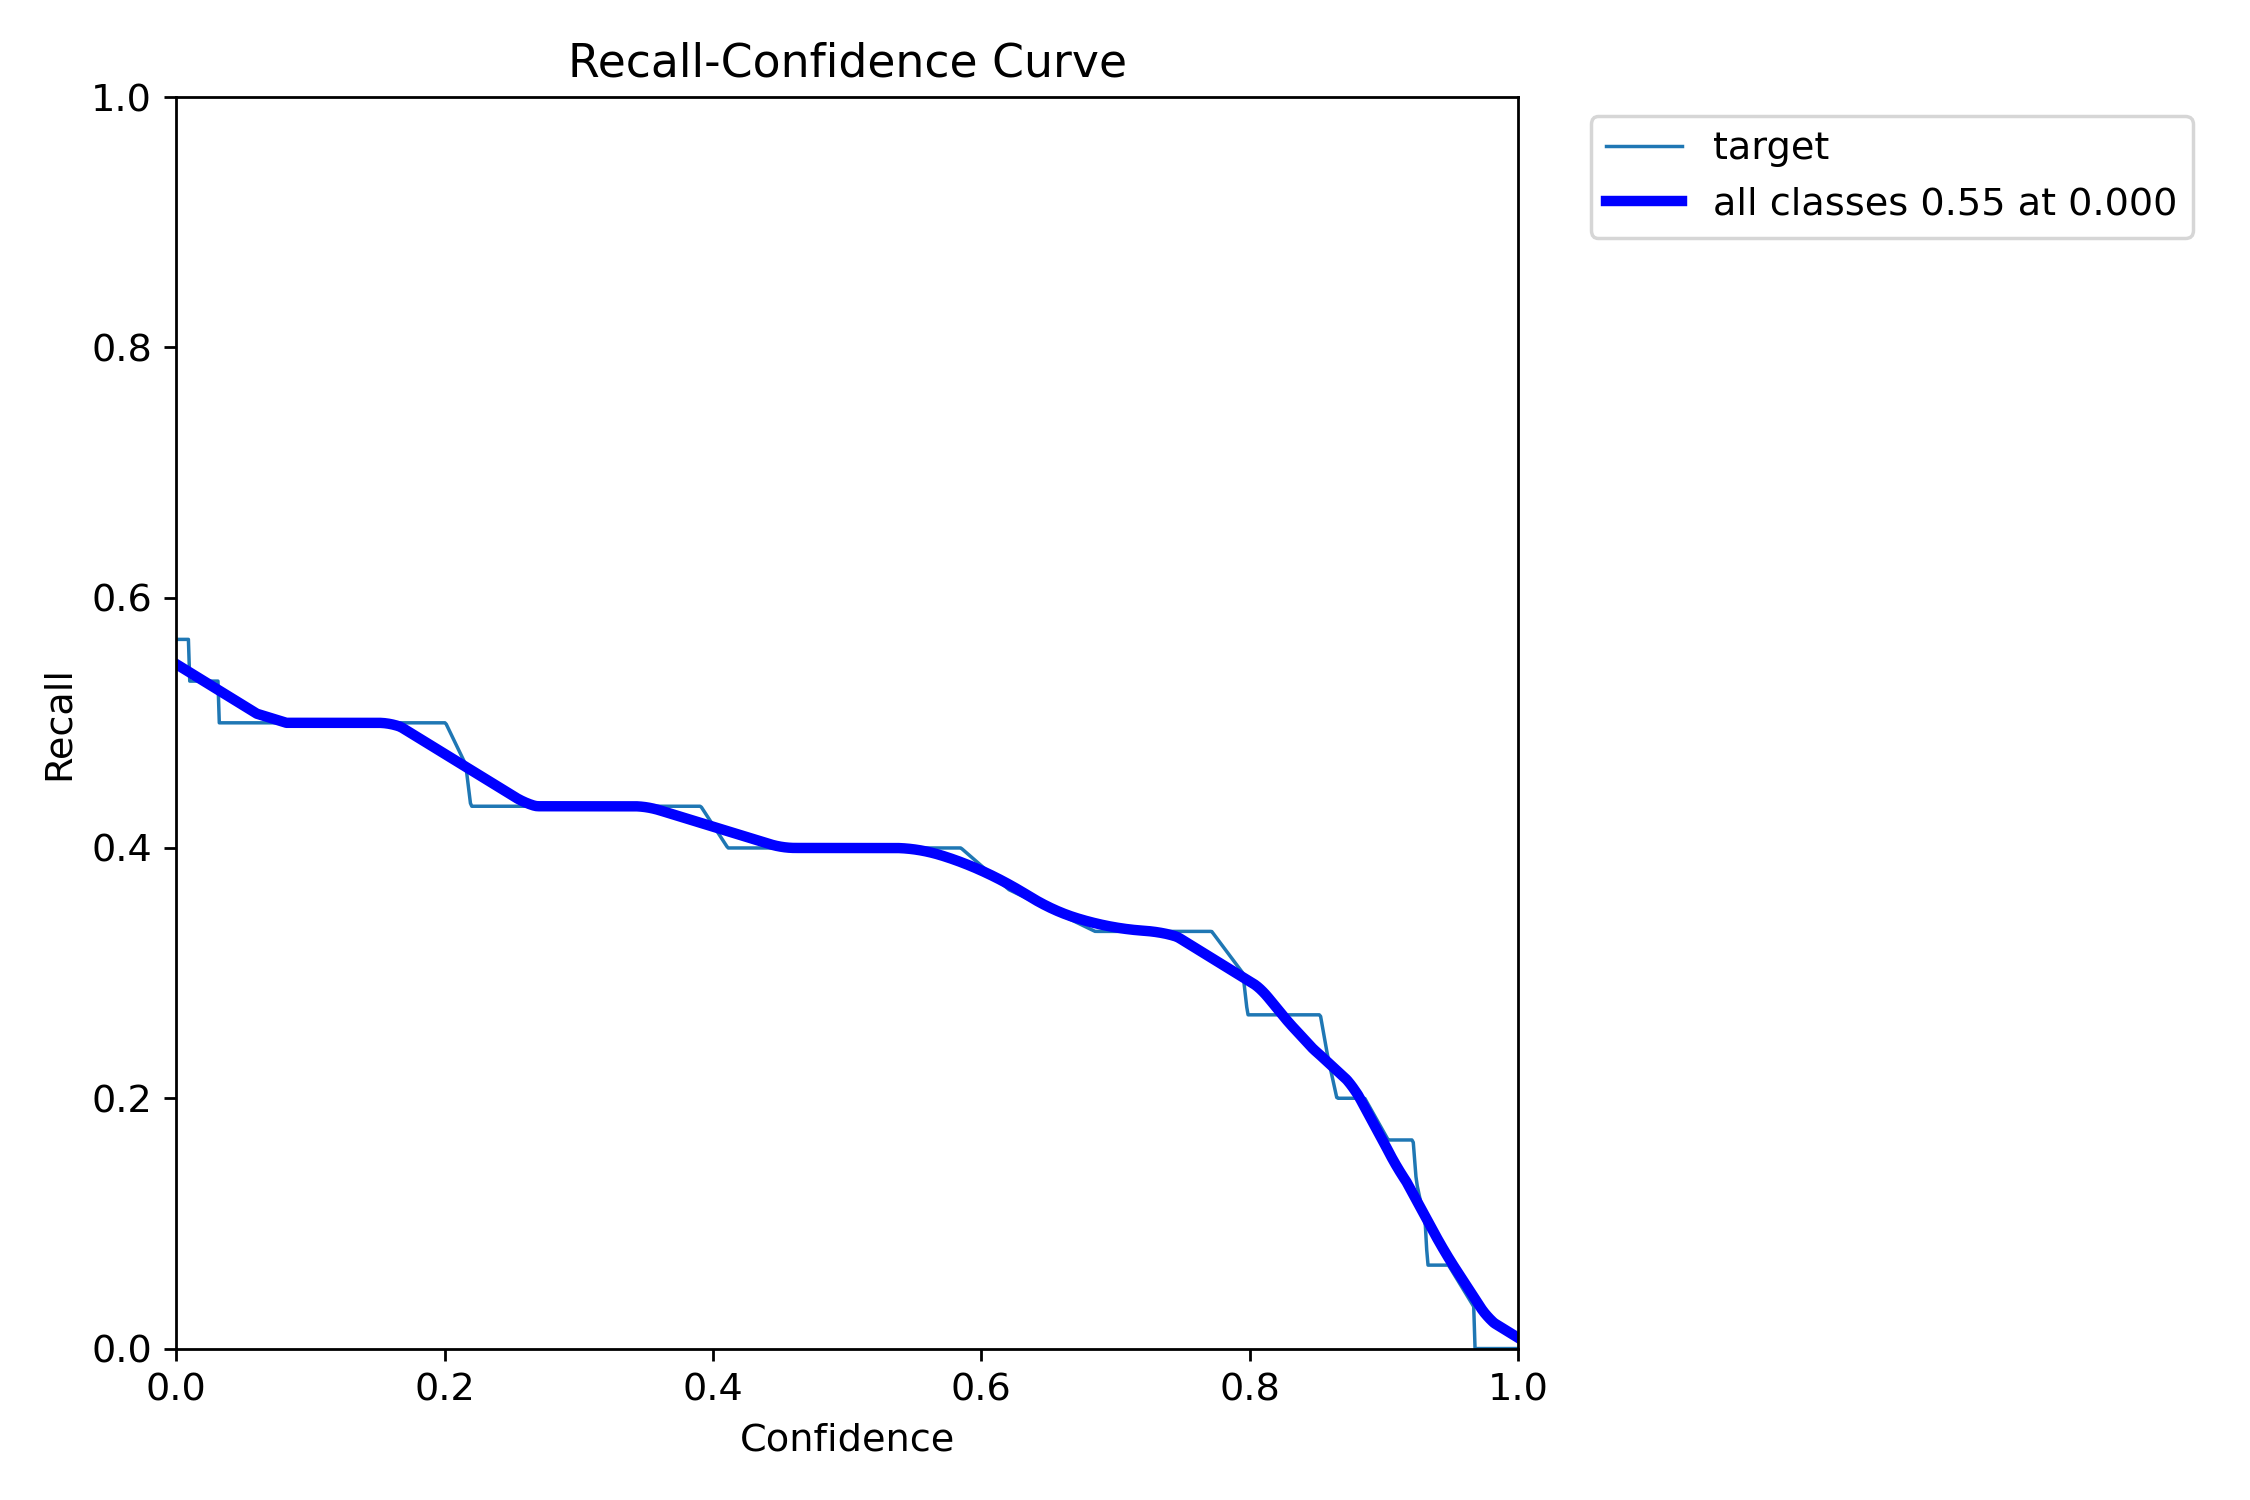 Recall-Confidence Curve
1.0
0.8
0.6
0.4
0.2
0.0
Recall
0.0 0.2 0.4 0.6 0.8 1.0
Confidence
target
all classes 0.55 at 0.000